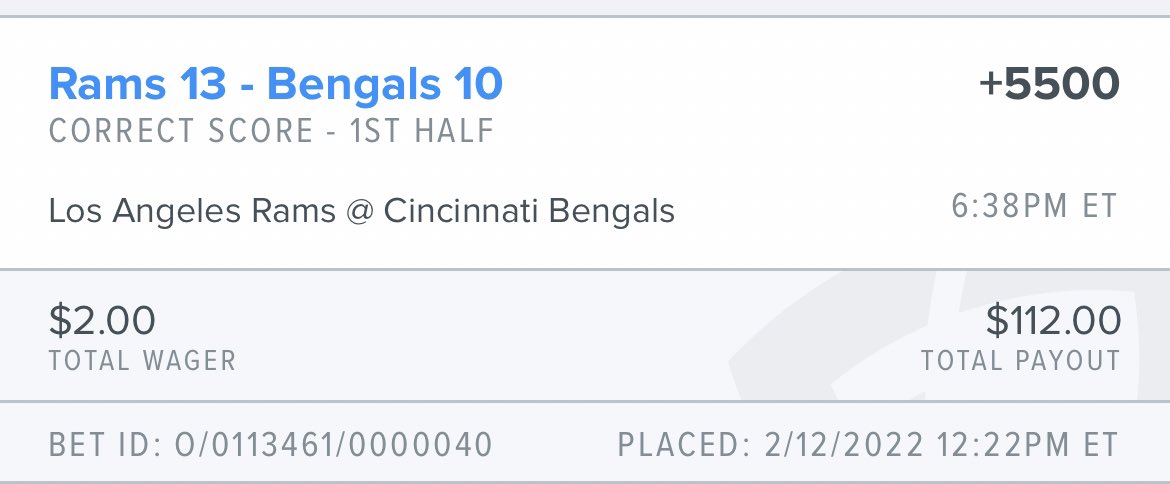 Rams 13 - Bengals 10 +5500
CORRECT SCORE - 1ST HALF
Los Angeles Rams @ Cincinnati Bengals 6:38PM ET
$2.00 $112.00
TOTAL WAGER TOTAL PAYOUT
BET ID: O/0113461/0000040 PLACED: 2/12/2022 12:22PM ET